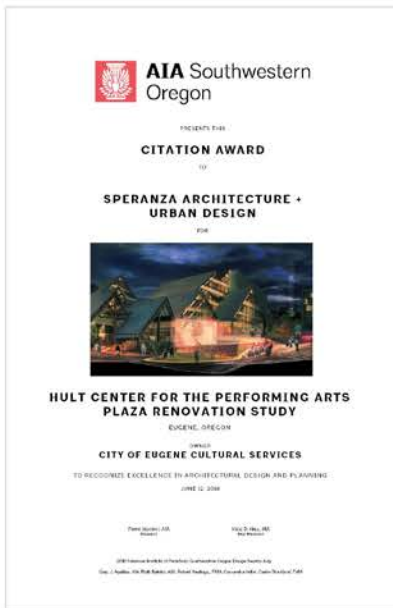 AIA Southwestern
Oregon
PRESENTS THIS
CITATION AWARD
TO
SPERANZA ARCHITECTURE +
URBAN DESIGN
FOR
HULT CENTER FOR THE PERFORMING ARTS
PLAZA RENOVATION STUDY
EUGENE, OREGON
OWNER
CITY OF EUGENE CULTURAL SERVICES
TO RECOGNIZE EXCELLENCE IN ARCHITECTURAL DESIGN AND PLANNING